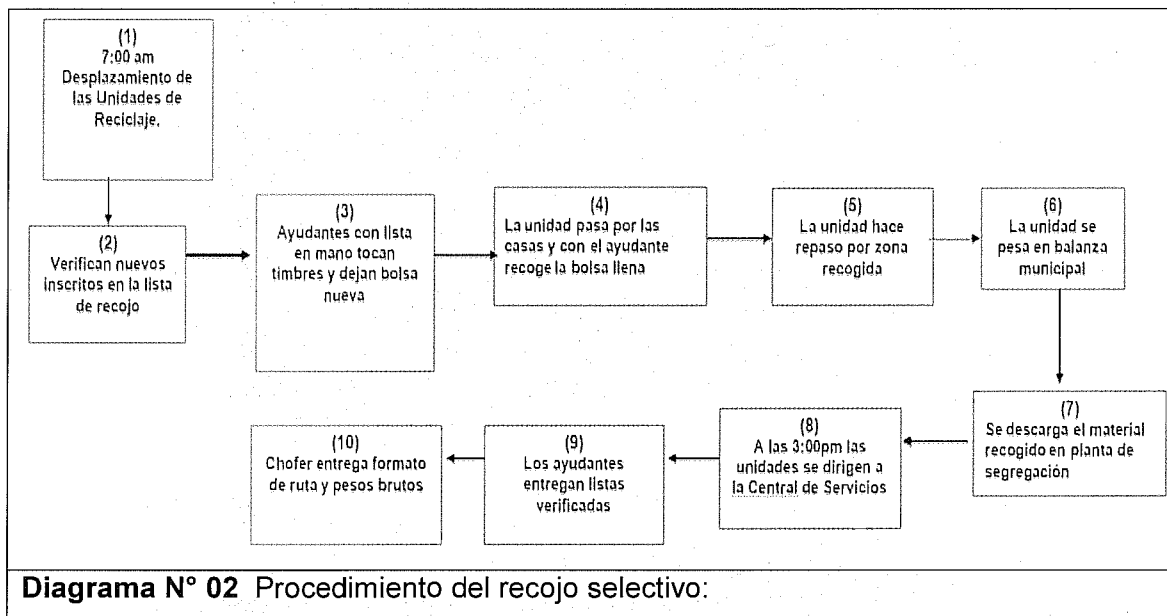 (1)
7:00 am
Desplazamiento de
las Unidades de
Reciclaje.
(2)
Verifican nuevos
inscritos en la lista
de recojo
(3)
Ayudantes con lista
en mano tocan
timbres y dejan bolsa
nueva
(4)
La unidad pasa por las
casas y con el ayudante
recoge la bolsa llena
(5)
La unidad hace
repaso por zona
recogida
(6)
La unidad se
pesa en balanza
municipal
(7)
Se descarga el material
recogido en planta de
segregación
(8)
A las 3:00pm las
unidades se dirigen a
la Central de Servicios
(9)
Los ayudantes
entregan listas
verificadas
(10)
Chofer entrega formato
de ruta y pesos brutos
Diagrama N° 02 Procedimiento del recojo selectivo: